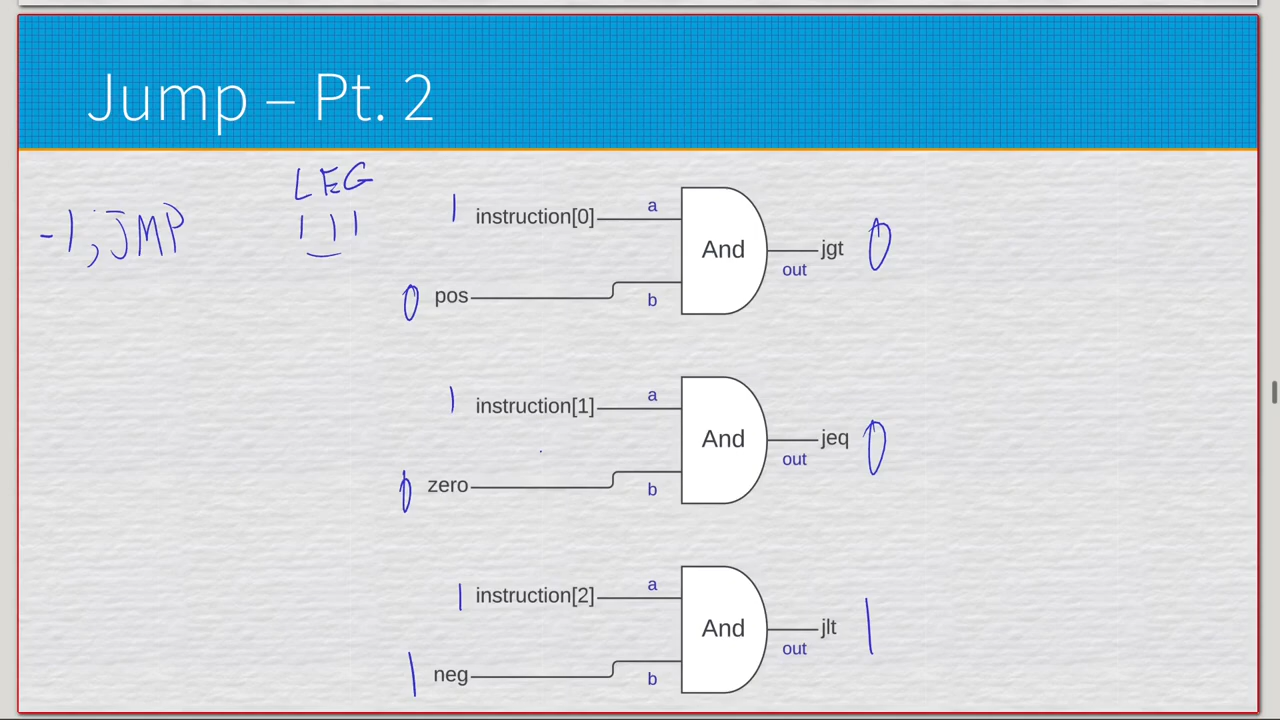 Jump – Pt. 2
LEG
-1;JMP
111
1 instruction[0] a
And jgt 0
out
0 pos b
1 instruction[1] a
And jeq 0
out
0 zero b
1 instruction[2] a
And jlt 1
out
1 neg b